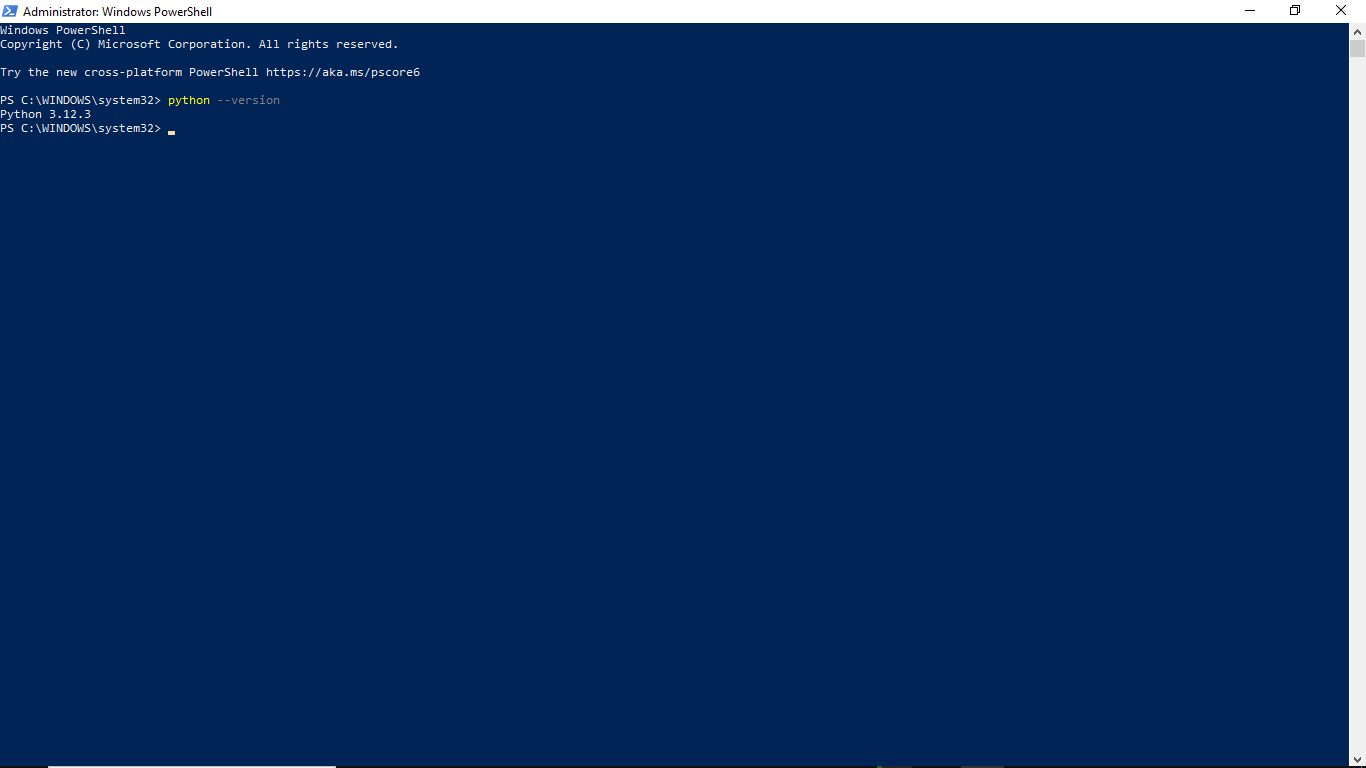 Administrator: Windows PowerShell
Windows PowerShell
Copyright (C) Microsoft Corporation. All rights reserved.
Try the new cross-platform PowerShell https://aka.ms/pscore6
PS C:\WINDOWS\system32> python --version
Python 3.12.3
PS C:\WINDOWS\system32>